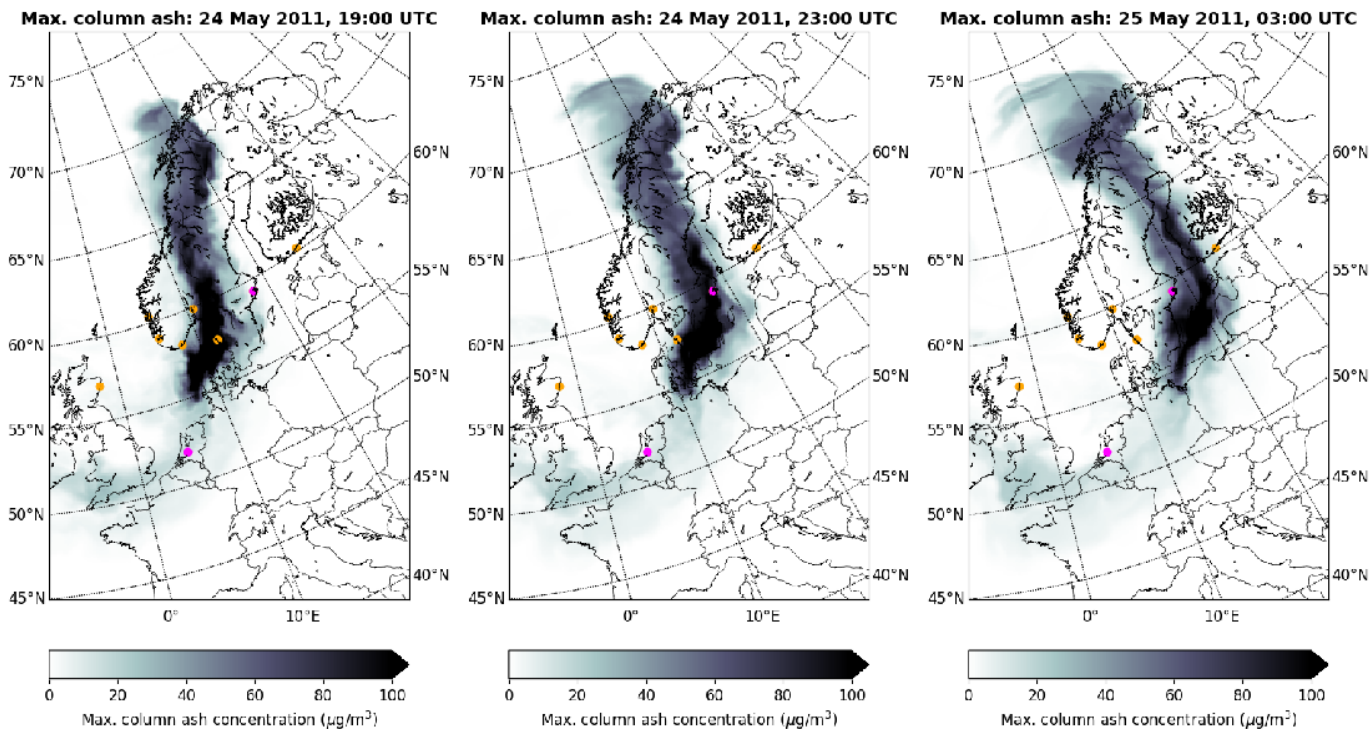 Max. column ash: 24 May 2011, 19:00 UTC
75°N
70°N
65°N
60°N
55°N
50°N
45°N
60°N
55°N
50°N
45°N
40°N
0°
10°E
0 20 40 60 80 100
Max. column ash concentration (μg/m³)
Max. column ash: 24 May 2011, 23:00 UTC
75°N
70°N
65°N
60°N
55°N
50°N
45°N
60°N
55°N
50°N
45°N
40°N
0°
10°E
0 20 40 60 80 100
Max. column ash concentration (μg/m³)
Max. column ash: 25 May 2011, 03:00 UTC
75°N
70°N
65°N
60°N
55°N
50°N
45°N
60°N
55°N
50°N
45°N
40°N
0°
10°E
0 20 40 60 80 100
Max. column ash concentration (μg/m³)